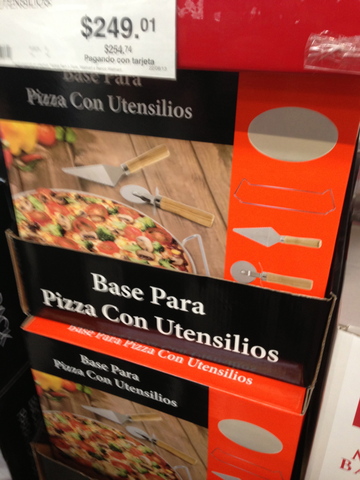 UTENSILIOS
$249.01
$254.74
Pagando con tarjeta
Base Para
Pizza Con Utensilios
Base Para
Pizza Con Utensilios
Base Para Pizza Con Utensilios
Base Para
Pizza Con Utensilios